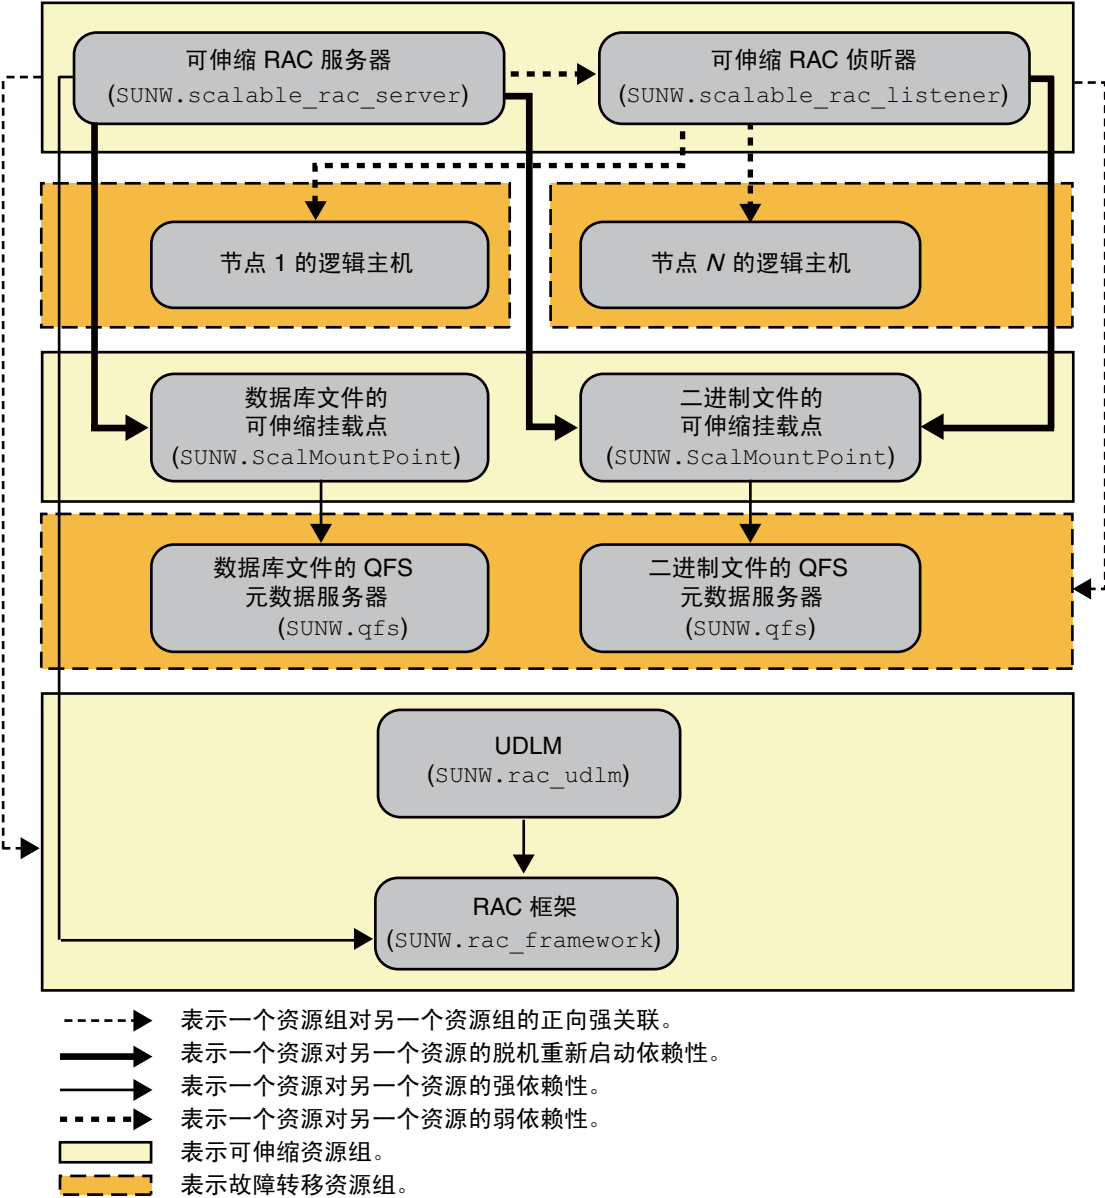 可伸缩 RAC 服务器
(SUNW.scalable_rac_server)
可伸缩 RAC 侦听器
(SUNW.scalable_rac_listener)
节点 1 的逻辑主机
节点 N 的逻辑主机
数据库文件的
可伸缩挂载点
(SUNW.ScalMountPoint)
二进制文件的
可伸缩挂载点
(SUNW.ScalMountPoint)
数据库文件的 QFS
元数据服务器
(SUNW.qfs)
二进制文件的 QFS
元数据服务器
(SUNW.qfs)
UDLM
(SUNW.rac_udlm)
RAC 框架
(SUNW.rac_framework)
表示一个资源组对另一个资源组的正向强关联。
表示一个资源对另一个资源的脱机重新启动依赖性。
表示一个资源对另一个资源的强依赖性。
表示一个资源对另一个资源的弱依赖性。
表示可伸缩资源组。
表示故障转移资源组。